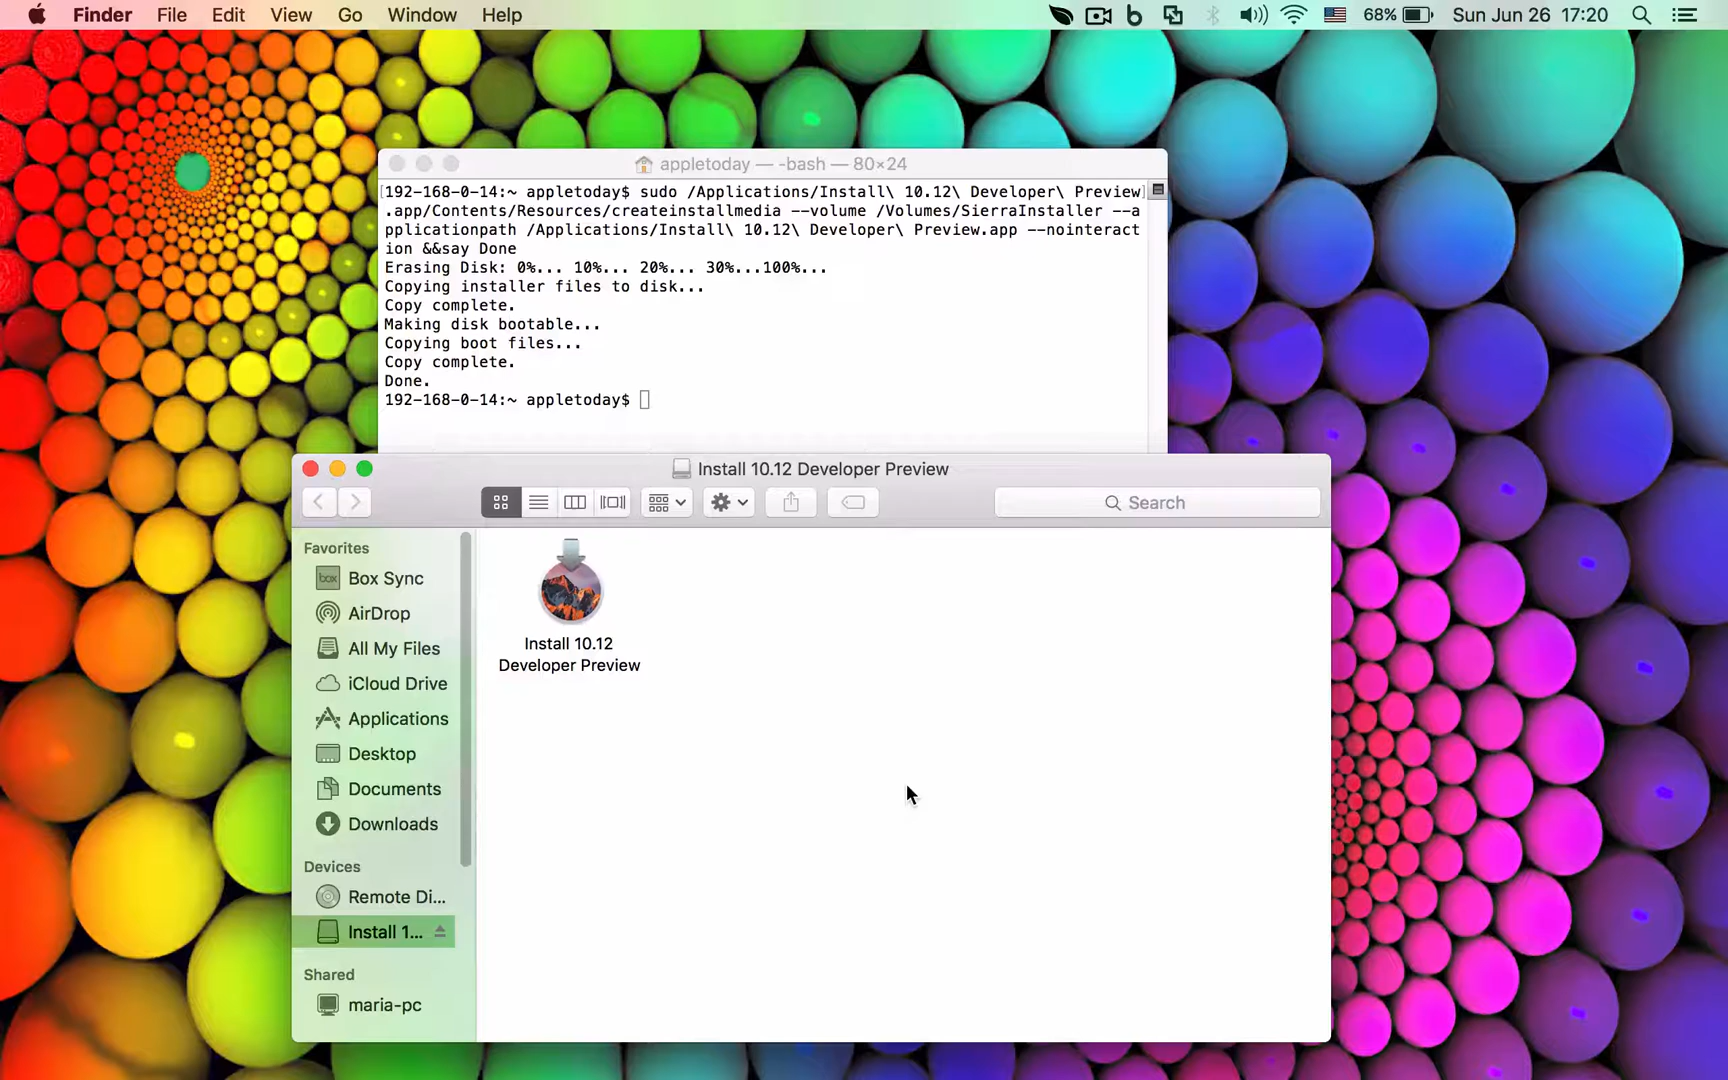 Finder File Edit View Go Window Help 68% Sun Jun 26 17:20
appletoday — -bash — 80×24
[192-168-0-14:~ appletoday$ sudo /Applications/Install\ 10.12\ Developer\ Preview]
.app/Contents/Resources/createinstallmedia --volume /Volumes/SierraInstaller --a
pplicationpath /Applications/Install\ 10.12\ Developer\ Preview.app --nointeract
ion &&say Done
Erasing Disk: 0%... 10%... 20%... 30%...100%...
Copying installer files to disk...
Copy complete.
Making disk bootable...
Copying boot files...
Copy complete.
Done.
192-168-0-14:~ appletoday$
Install 10.12 Developer Preview
Search
Favorites
box Box Sync
AirDrop
All My Files
iCloud Drive
Applications
Desktop
Documents
Downloads
Devices
Remote Di...
Install 1...
Shared
maria-pc
Install 10.12
Developer Preview